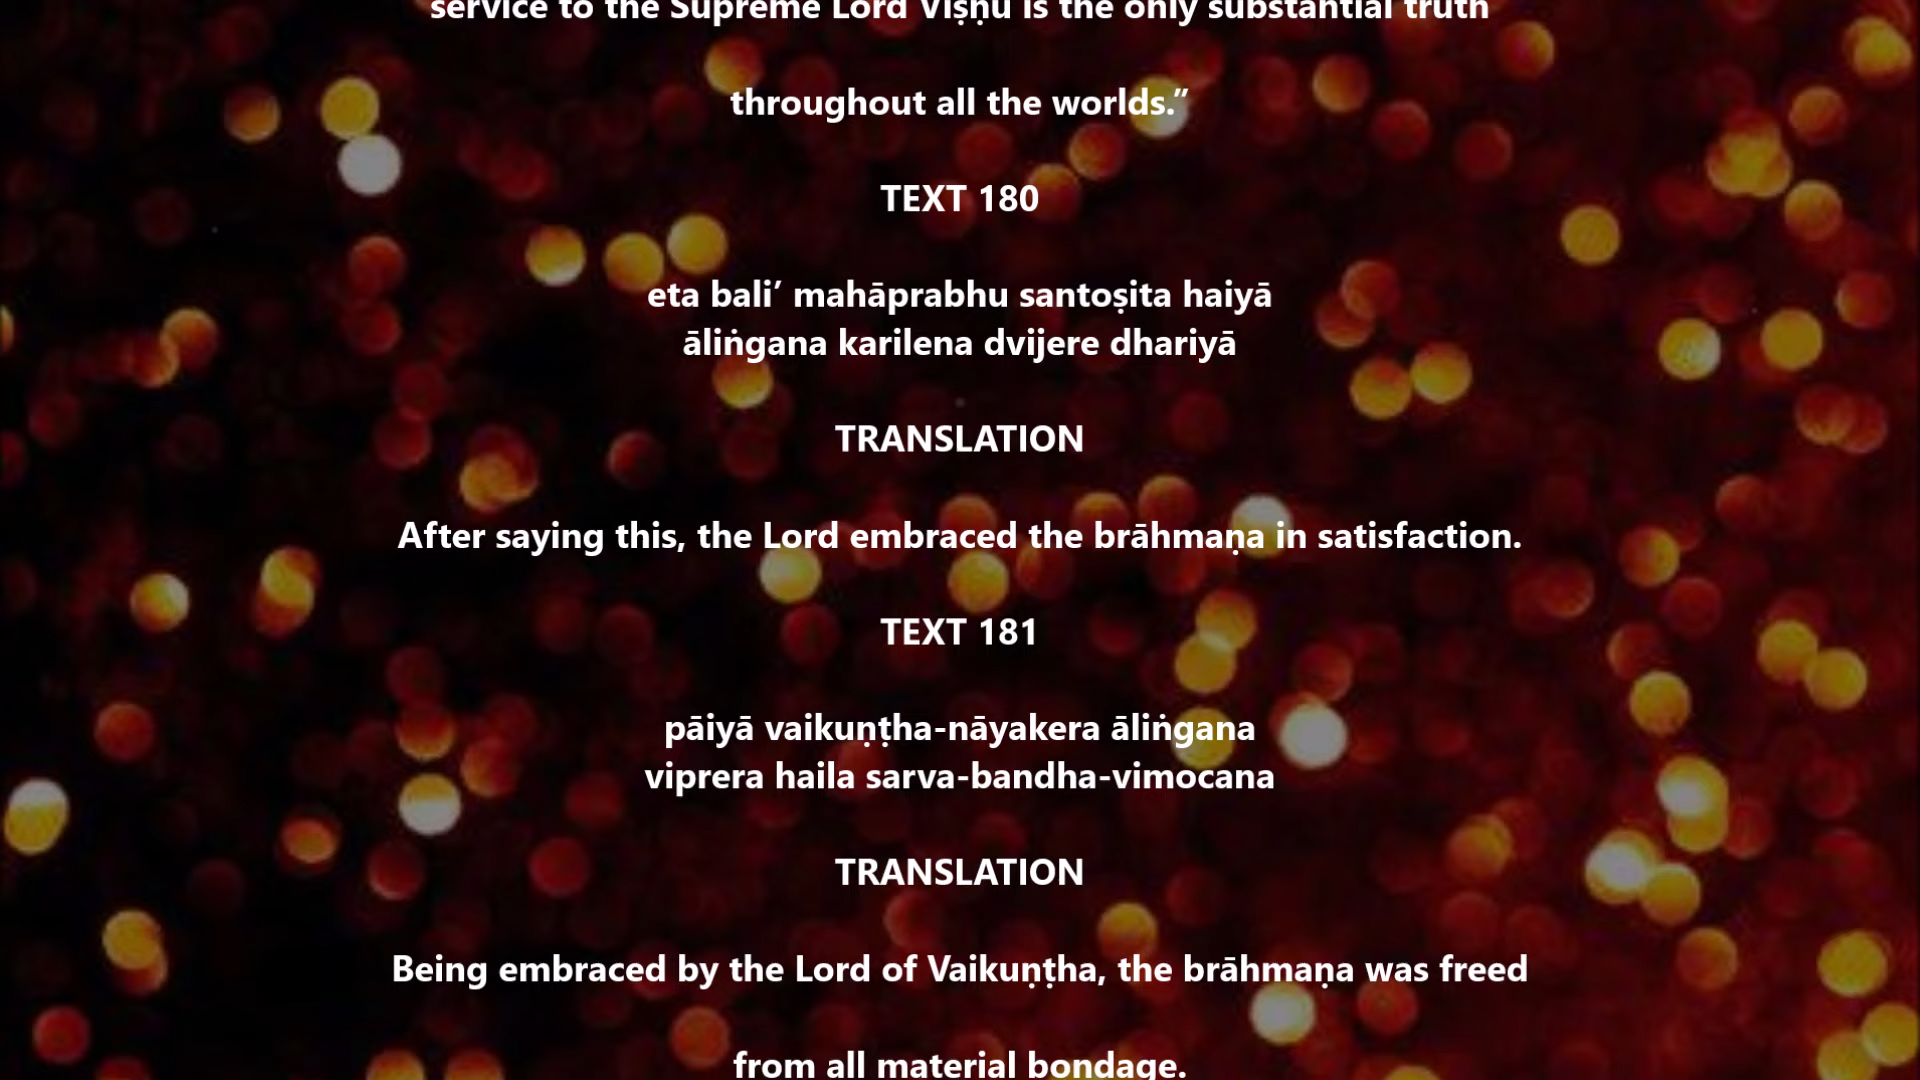 service to the Supreme Lord Viṣṇu is the only substantial truth
throughout all the worlds.”
TEXT 180
eta bali’ mahāprabhu santoṣita haiyā
āliṅgana karilena dvijere dhariyā
TRANSLATION
After saying this, the Lord embraced the brāhmaṇa in satisfaction.
TEXT 181
pāiyā vaikuṇṭha-nāyakera āliṅgana
viprera haila sarva-bandha-vimocana
TRANSLATION
Being embraced by the Lord of Vaikuṇṭha, the brāhmaṇa was freed
from all material bondage.